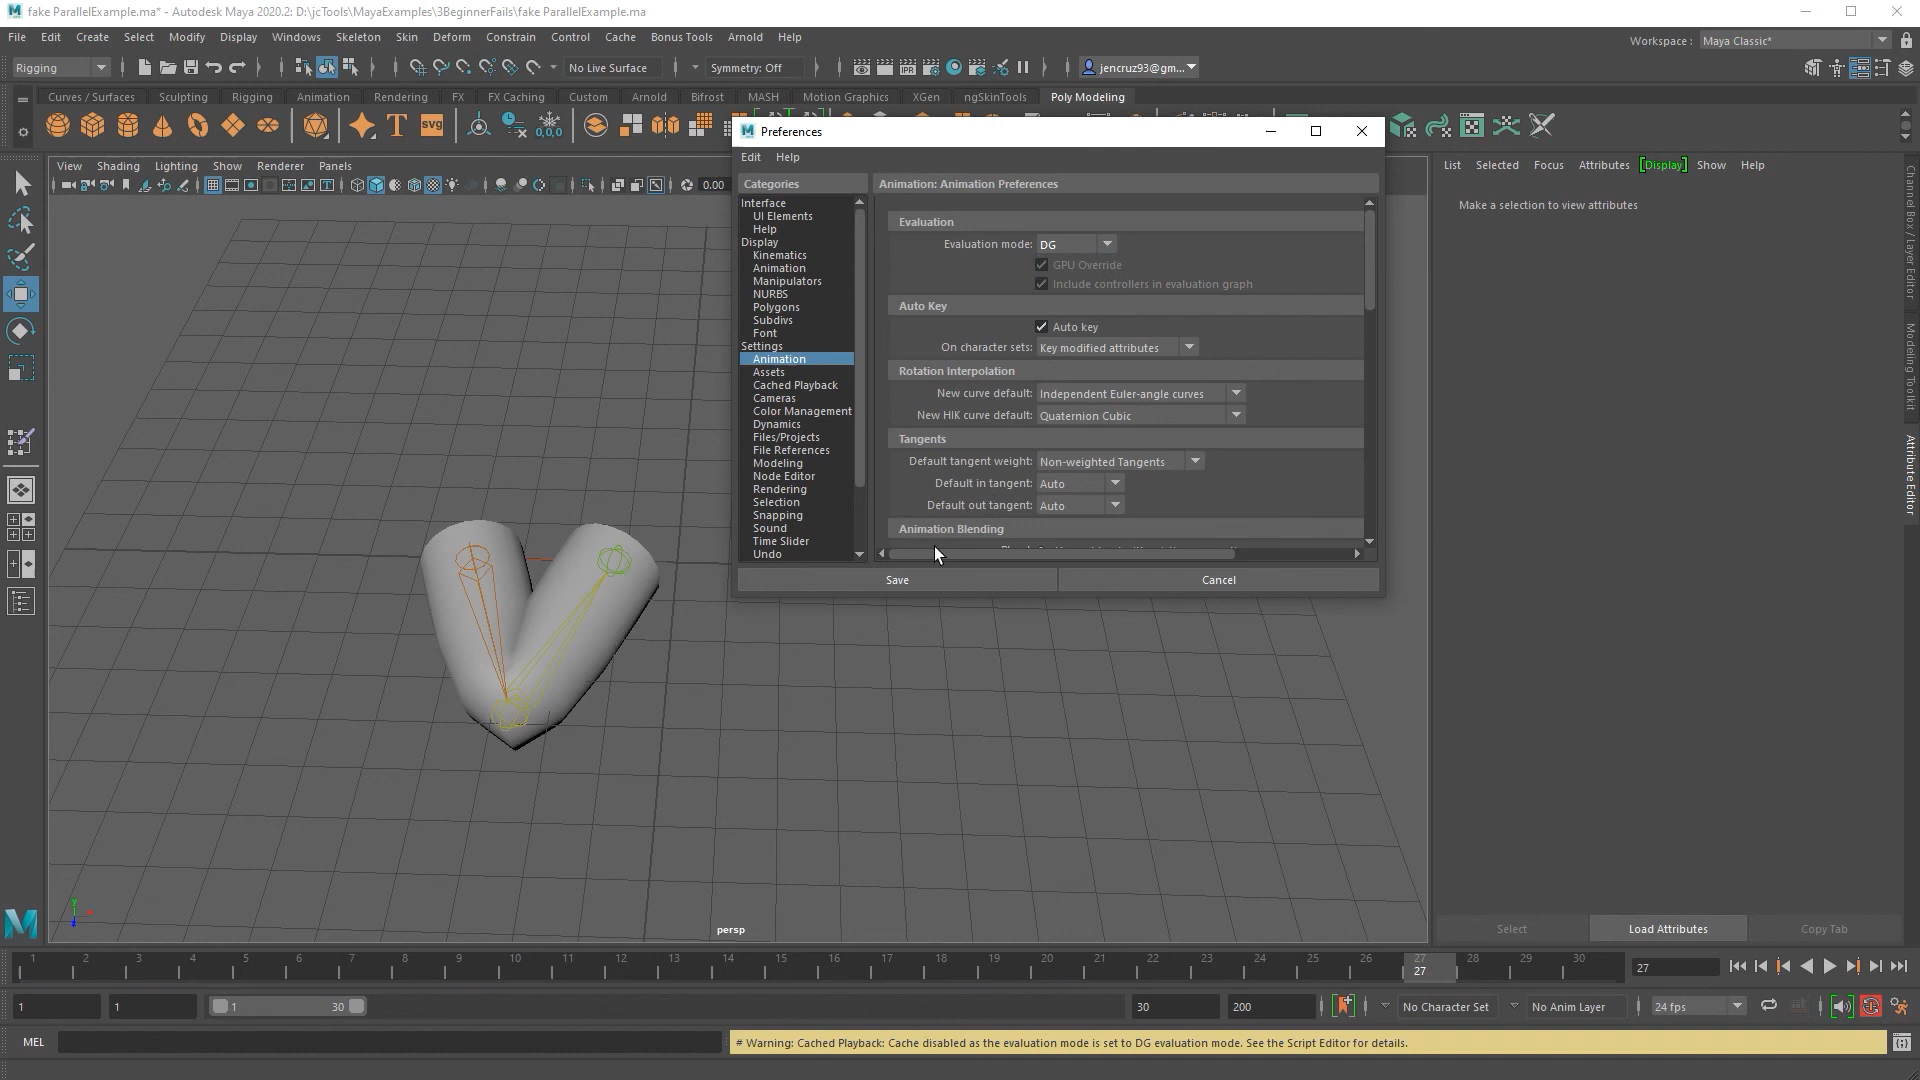 fake ParallelExample.ma* - Autodesk Maya 2020.2: D:\jcTools\MayaExamples\3BeginnerFails\fake ParallelExample.ma
File Edit Create Select Modify Display Windows Skeleton Skin Deform Constrain Control Cache Bonus Tools Arnold Help
Workspace : Maya Classic*
Rigging No Live Surface Symmetry: Off jencruz93@gm...
Curves / Surfaces Sculpting Rigging Animation Rendering FX FX Caching Custom Arnold Bifrost MASH Motion Graphics XGen ngSkinTools Poly Modeling
T SVG 0,0,0
Preferences
Edit Help
View Shading Lighting Show Renderer Panels
0.00
Categories
Interface
UI Elements
Help
Display
Kinematics
Animation
Manipulators
NURBS
Polygons
Subdivs
Font
Settings
Animation
Assets
Cached Playback
Cameras
Color Management
Dynamics
Files/Projects
File References
Modeling
Node Editor
Rendering
Selection
Snapping
Sound
Time Slider
Undo
Animation: Animation Preferences
Evaluation
Evaluation mode: DG
GPU Override
Include controllers in evaluation graph
Auto Key
Auto key
On character sets: Key modified attributes
Rotation Interpolation
New curve default: Independent Euler-angle curves
New HIK curve default: Quaternion Cubic
Tangents
Default tangent weight: Non-weighted Tangents
Default in tangent: Auto
Default out tangent: Auto
Animation Blending
Save Cancel
List Selected Focus Attributes [Display] Show Help
Make a selection to view attributes
Channel Box / Layer Editor
Modeling Toolkit
Attribute Editor
Select Load Attributes Copy Tab
y
z
persp
1 2 3 4 5 6 7 8 9 10 11 12 13 14 15 16 17 18 19 20 21 22 23 24 25 26 27 28 29 30
27
27
1 1 1 30 30 200 No Character Set No Anim Layer 24 fps
MEL
# Warning: Cached Playback: Cache disabled as the evaluation mode is set to DG evaluation mode. See the Script Editor for details.